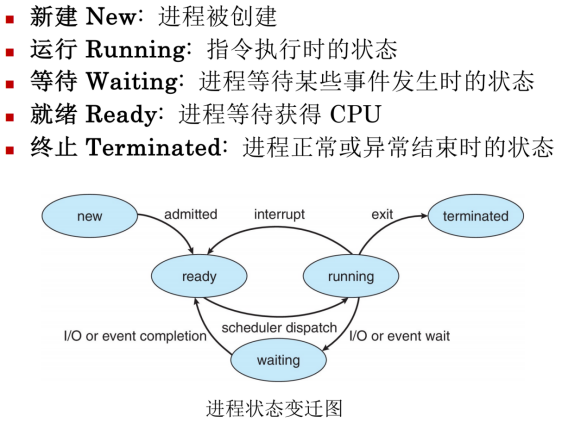 新建 New: 进程被创建
运行 Running: 指令执行时的状态
等待 Waiting: 进程等待某些事件发生时的状态
就绪 Ready: 进程等待获得 CPU
终止 Terminated: 进程正常或异常结束时的状态
new
admitted
interrupt
exit
terminated
ready
running
scheduler dispatch
I/O or event completion
I/O or event wait
waiting
进程状态变迁图